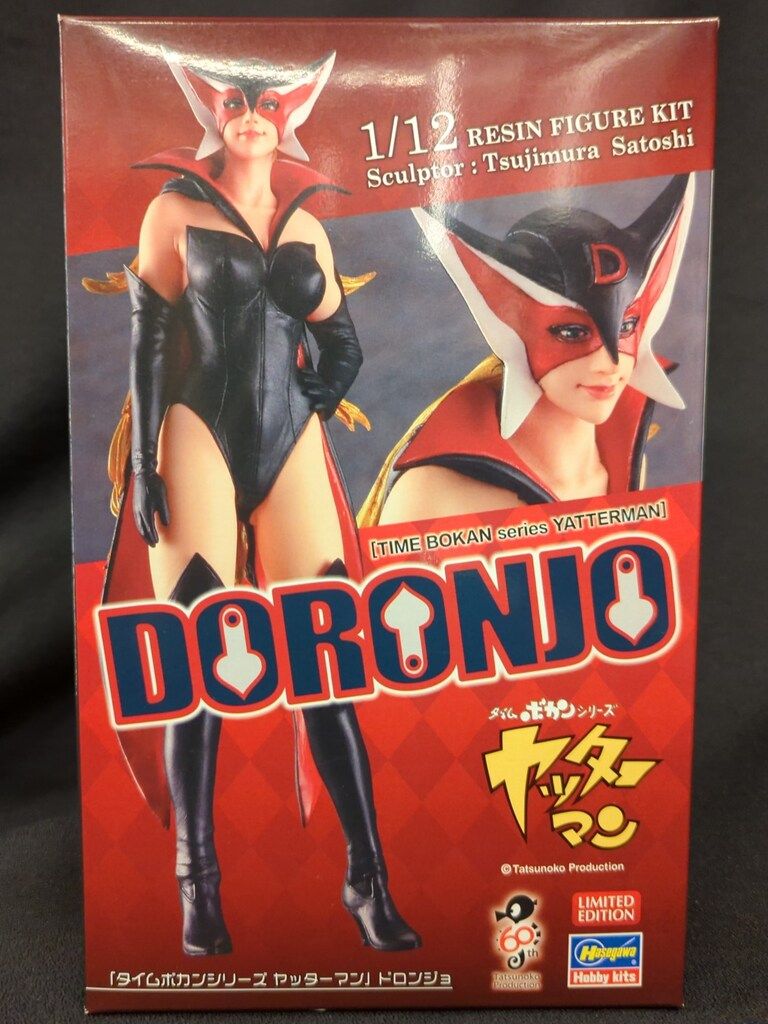 1/12 RESIN FIGURE KIT
Sculptor : Tsujimura Satoshi
D
[TIME BOKAN series YATTERMAN]
DORONJO
タイムボカンシリーズ
ヤッター
マン
©Tatsunoko Production
60th
Tatsunoko
Production
LIMITED
EDITION
Hasegawa
Hobby kits
「タイムボカンシリーズ ヤッターマン」 ドロンジョ